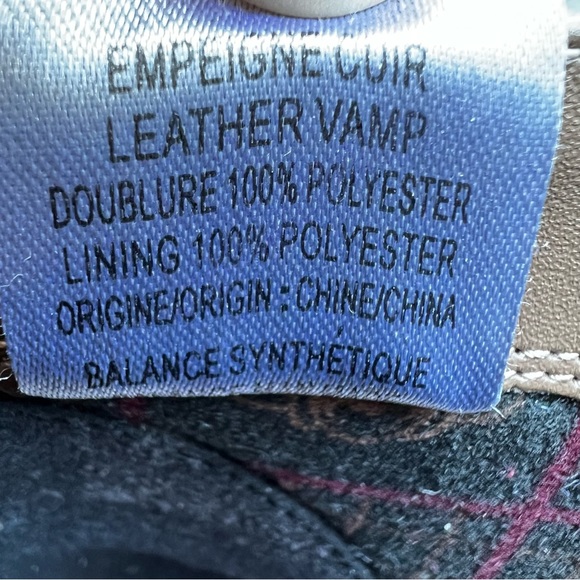 EMPEIGNE CUIR
LEATHER VAMP
DOUBLURE 100% POLYESTER
LINING 100% POLYESTER
ORIGINE/ORIGIN : CHINE/CHINA
BALANCE SYNTHÉTIQUE